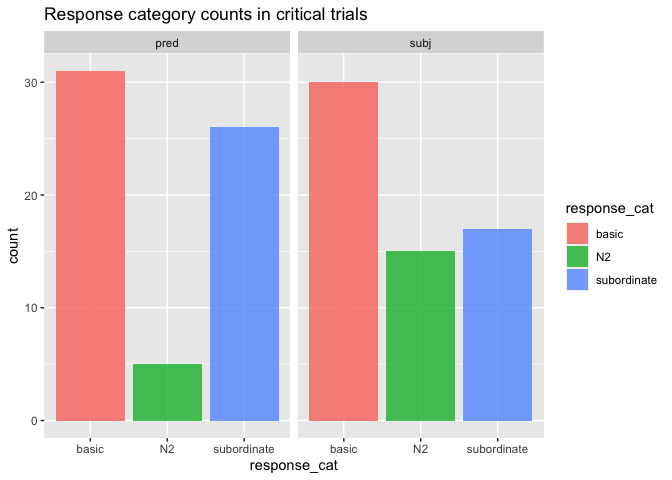 Response category counts in critical trials
pred
subj
30
20
10
0
count
basic
N2
subordinate
basic
N2
subordinate
response_cat
response_cat
basic
N2
subordinate